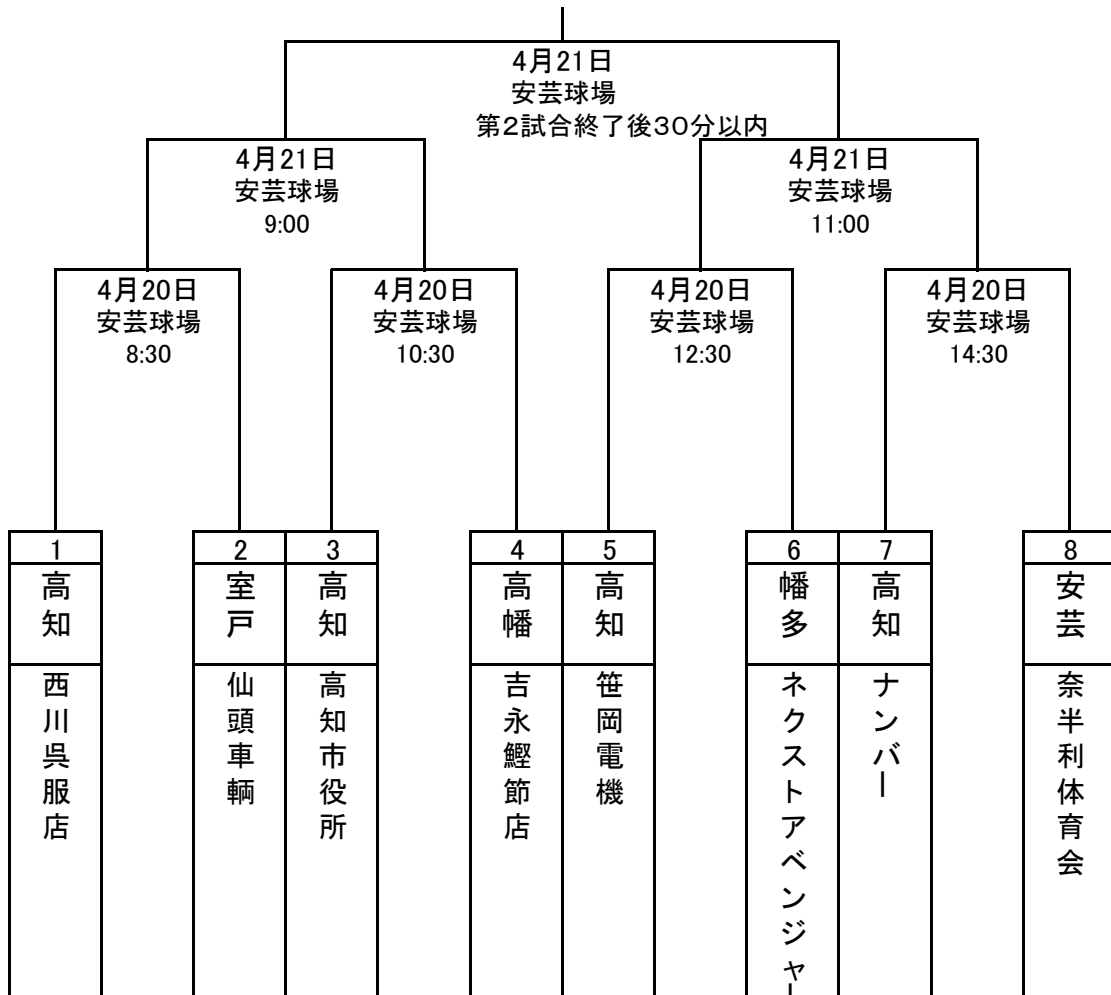 4月21日
安芸球場
第2試合終了後30分以内
4月21日
安芸球場
9:00
4月21日
安芸球場
11:00
4月20日
安芸球場
8:30
4月20日
安芸球場
10:30
4月20日
安芸球場
12:30
4月20日
安芸球場
14:30
1
高知
西川呉服店
2
室戸
仙頭車輌
3
高知
高知市役所
4
高幡
吉永鰹節店
5
高知
笹岡電機
6
幡多
ネクストアベンジャー
7
高知
ナンバー
8
安芸
奈半利体育会